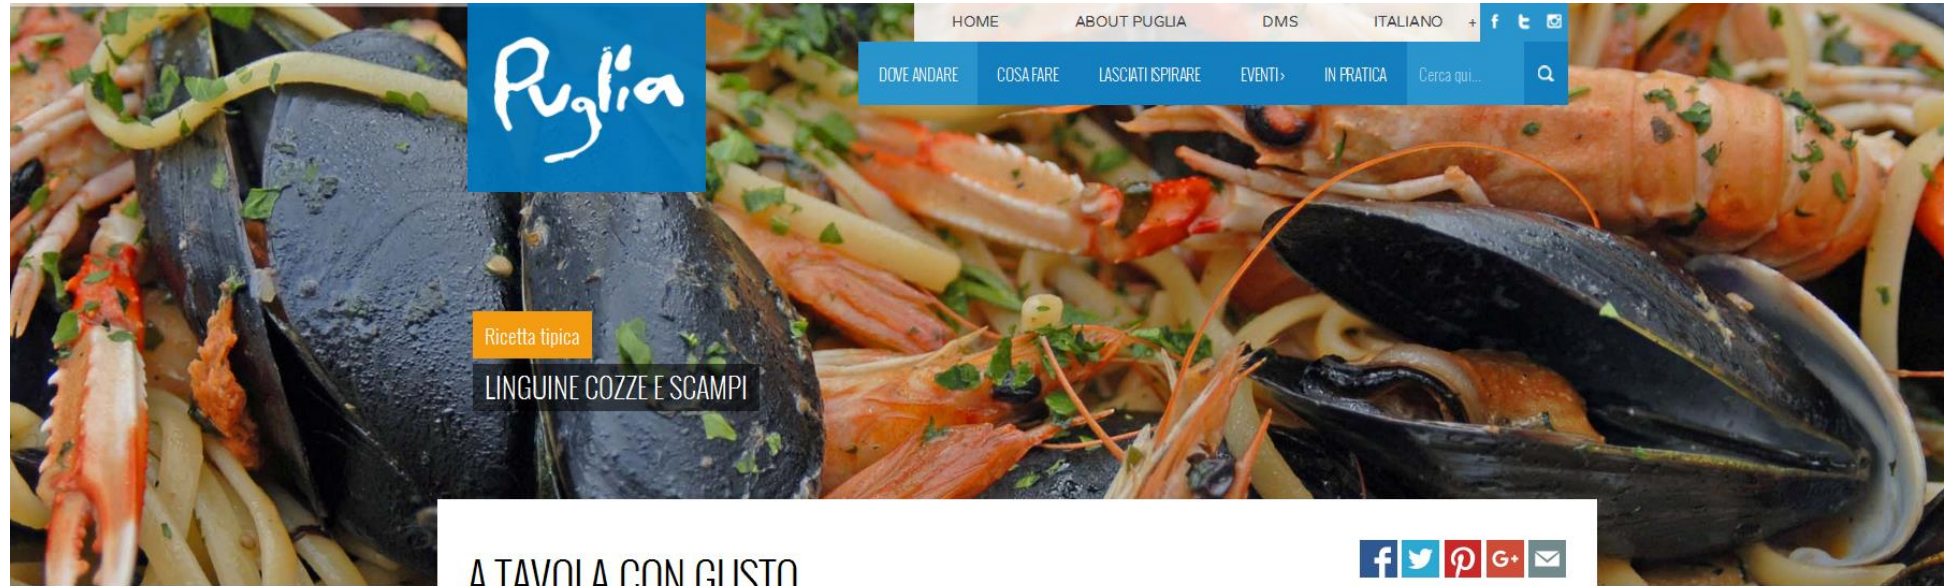 HOME ABOUT PUGLIA DMS ITALIANO +
Puglia
DOVE ANDARE COSA FARE LASCIATI ISPIRARE EVENTI › IN PRATICA Cerca qui...
Ricetta tipica
LINGUINE COZZE E SCAMPI
A TAVOLA CON GUSTO